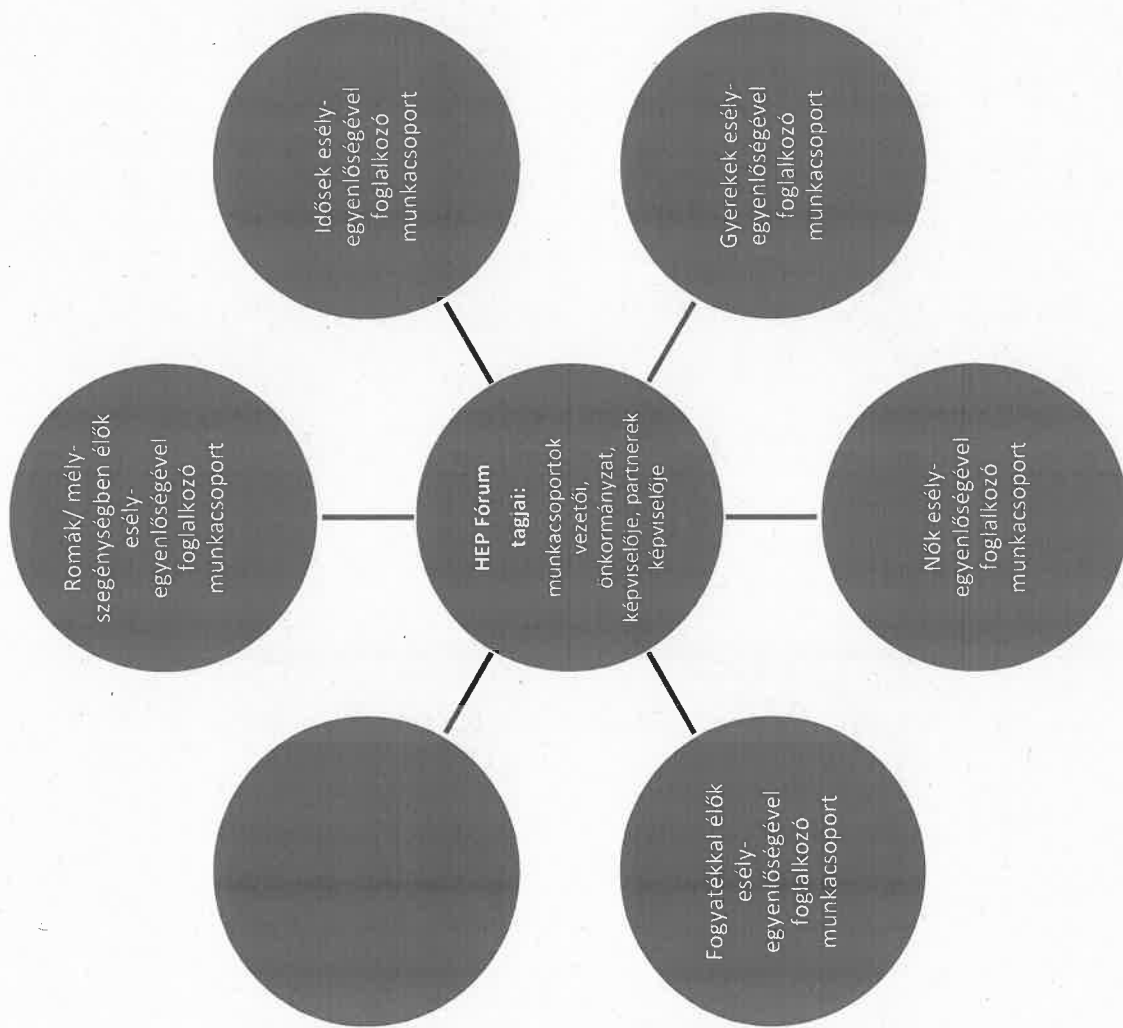 Romák/ mély-
szegénységben élők
esély-
egyenlőségével
foglalkozó
munkacsoport
Idősek esély-
egyenlőségével
foglalkozó
munkacsoport
HEP Fórum
tagjai:
munkacsoportok
vezetői,
önkormányzat,
képviselője, partnerek
képviselője
Gyerekek esély-
egyenlőségével
foglalkozó
munkacsoport
Nők esély-
egyenlőségével
foglalkozó
munkacsoport
Fogyatékkal élők
esély-
egyenlőségével
foglalkozó
munkacsoport